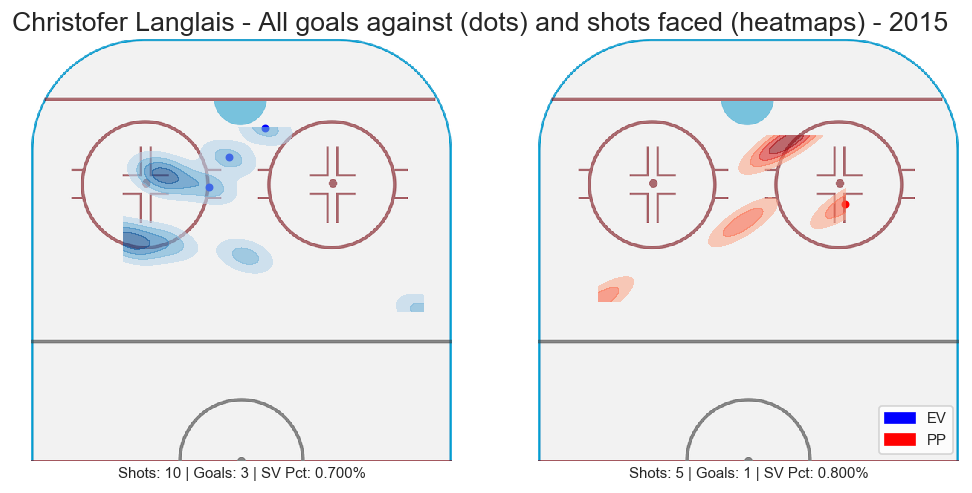 Christofer Langlais - All goals against (dots) and shots faced (heatmaps) - 2015
EV
PP
Shots: 10 | Goals: 3 | SV Pct: 0.700%
Shots: 5 | Goals: 1 | SV Pct: 0.800%